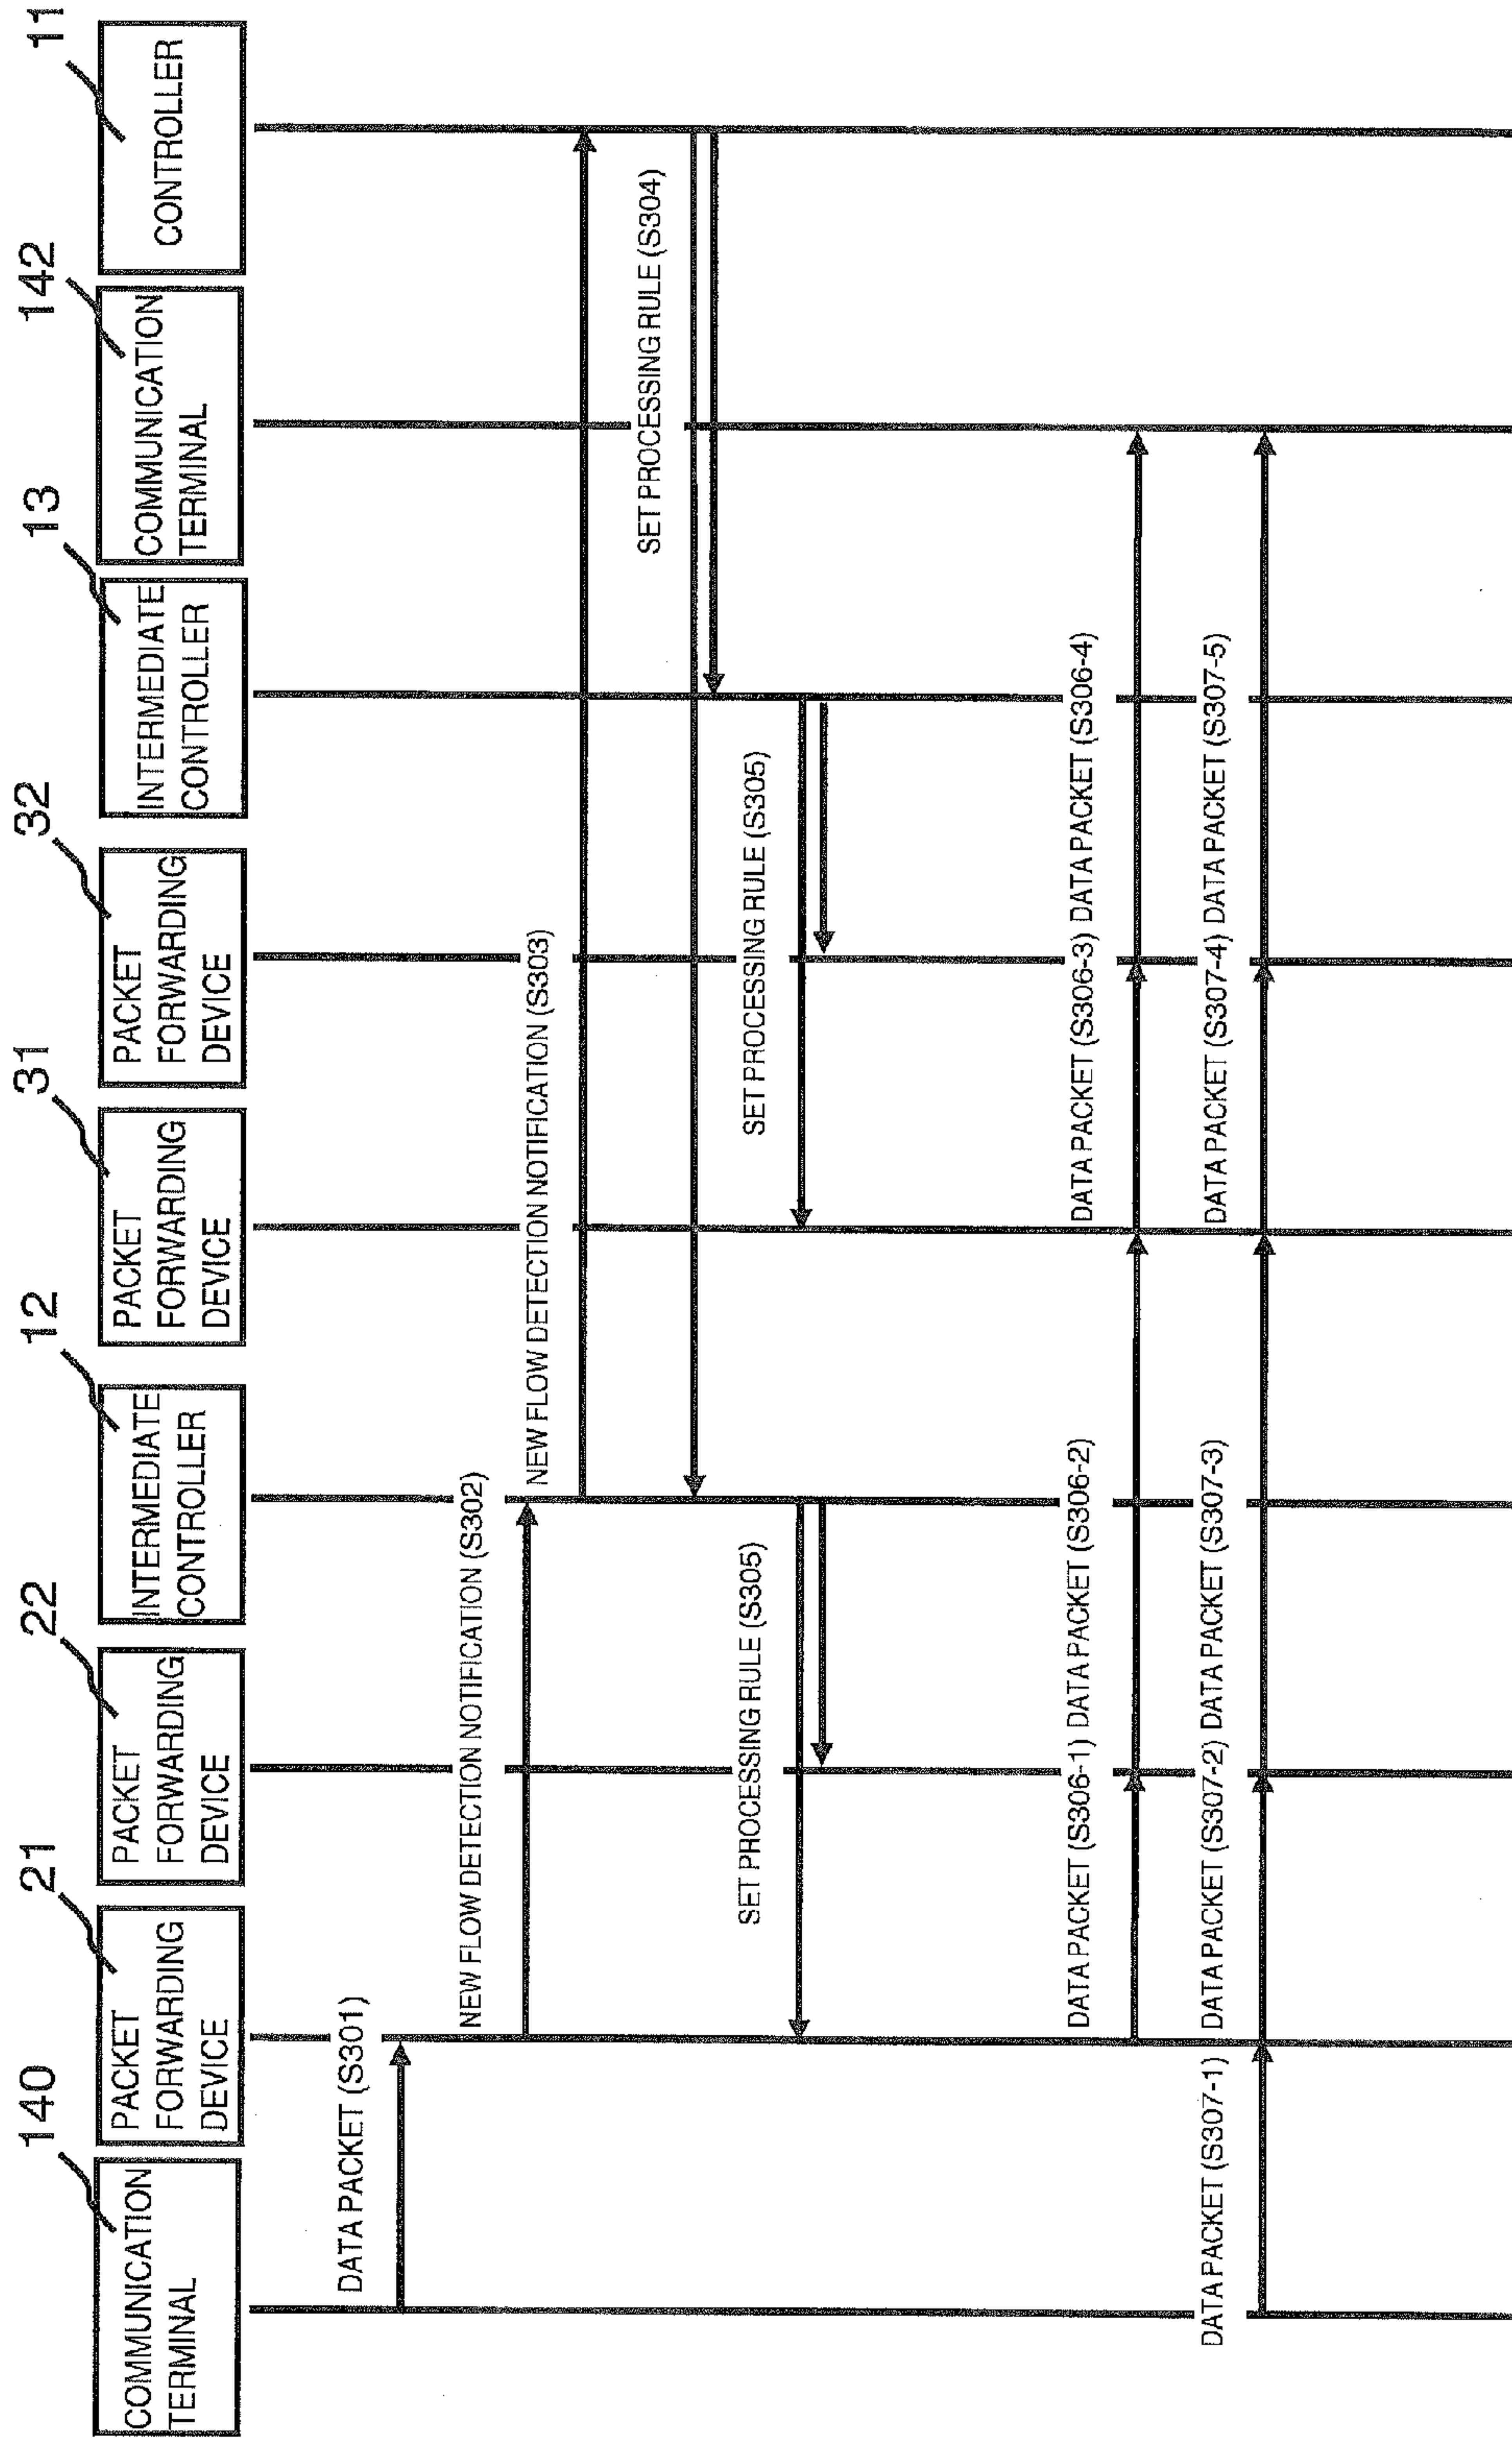 140
COMMUNICATION
TERMINAL
21
PACKET
FORWARDING
DEVICE
22
PACKET
FORWARDING
DEVICE
12
INTERMEDIATE
CONTROLLER
31
PACKET
FORWARDING
DEVICE
32
PACKET
FORWARDING
DEVICE
13
INTERMEDIATE
CONTROLLER
142
COMMUNICATION
TERMINAL
11
CONTROLLER
DATA PACKET (S301)
NEW FLOW DETECTION NOTIFICATION (S302)
NEW FLOW DETECTION NOTIFICATION (S303)
SET PROCESSING RULE (S304)
SET PROCESSING RULE (S305)
SET PROCESSING RULE (S305)
DATA PACKET (S306-1) DATA PACKET (S306-2)
DATA PACKET (S306-3) DATA PACKET (S306-4)
DATA PACKET (S307-1)
DATA PACKET (S307-2) DATA PACKET (S307-3)
DATA PACKET (S307-4) DATA PACKET (S307-5)